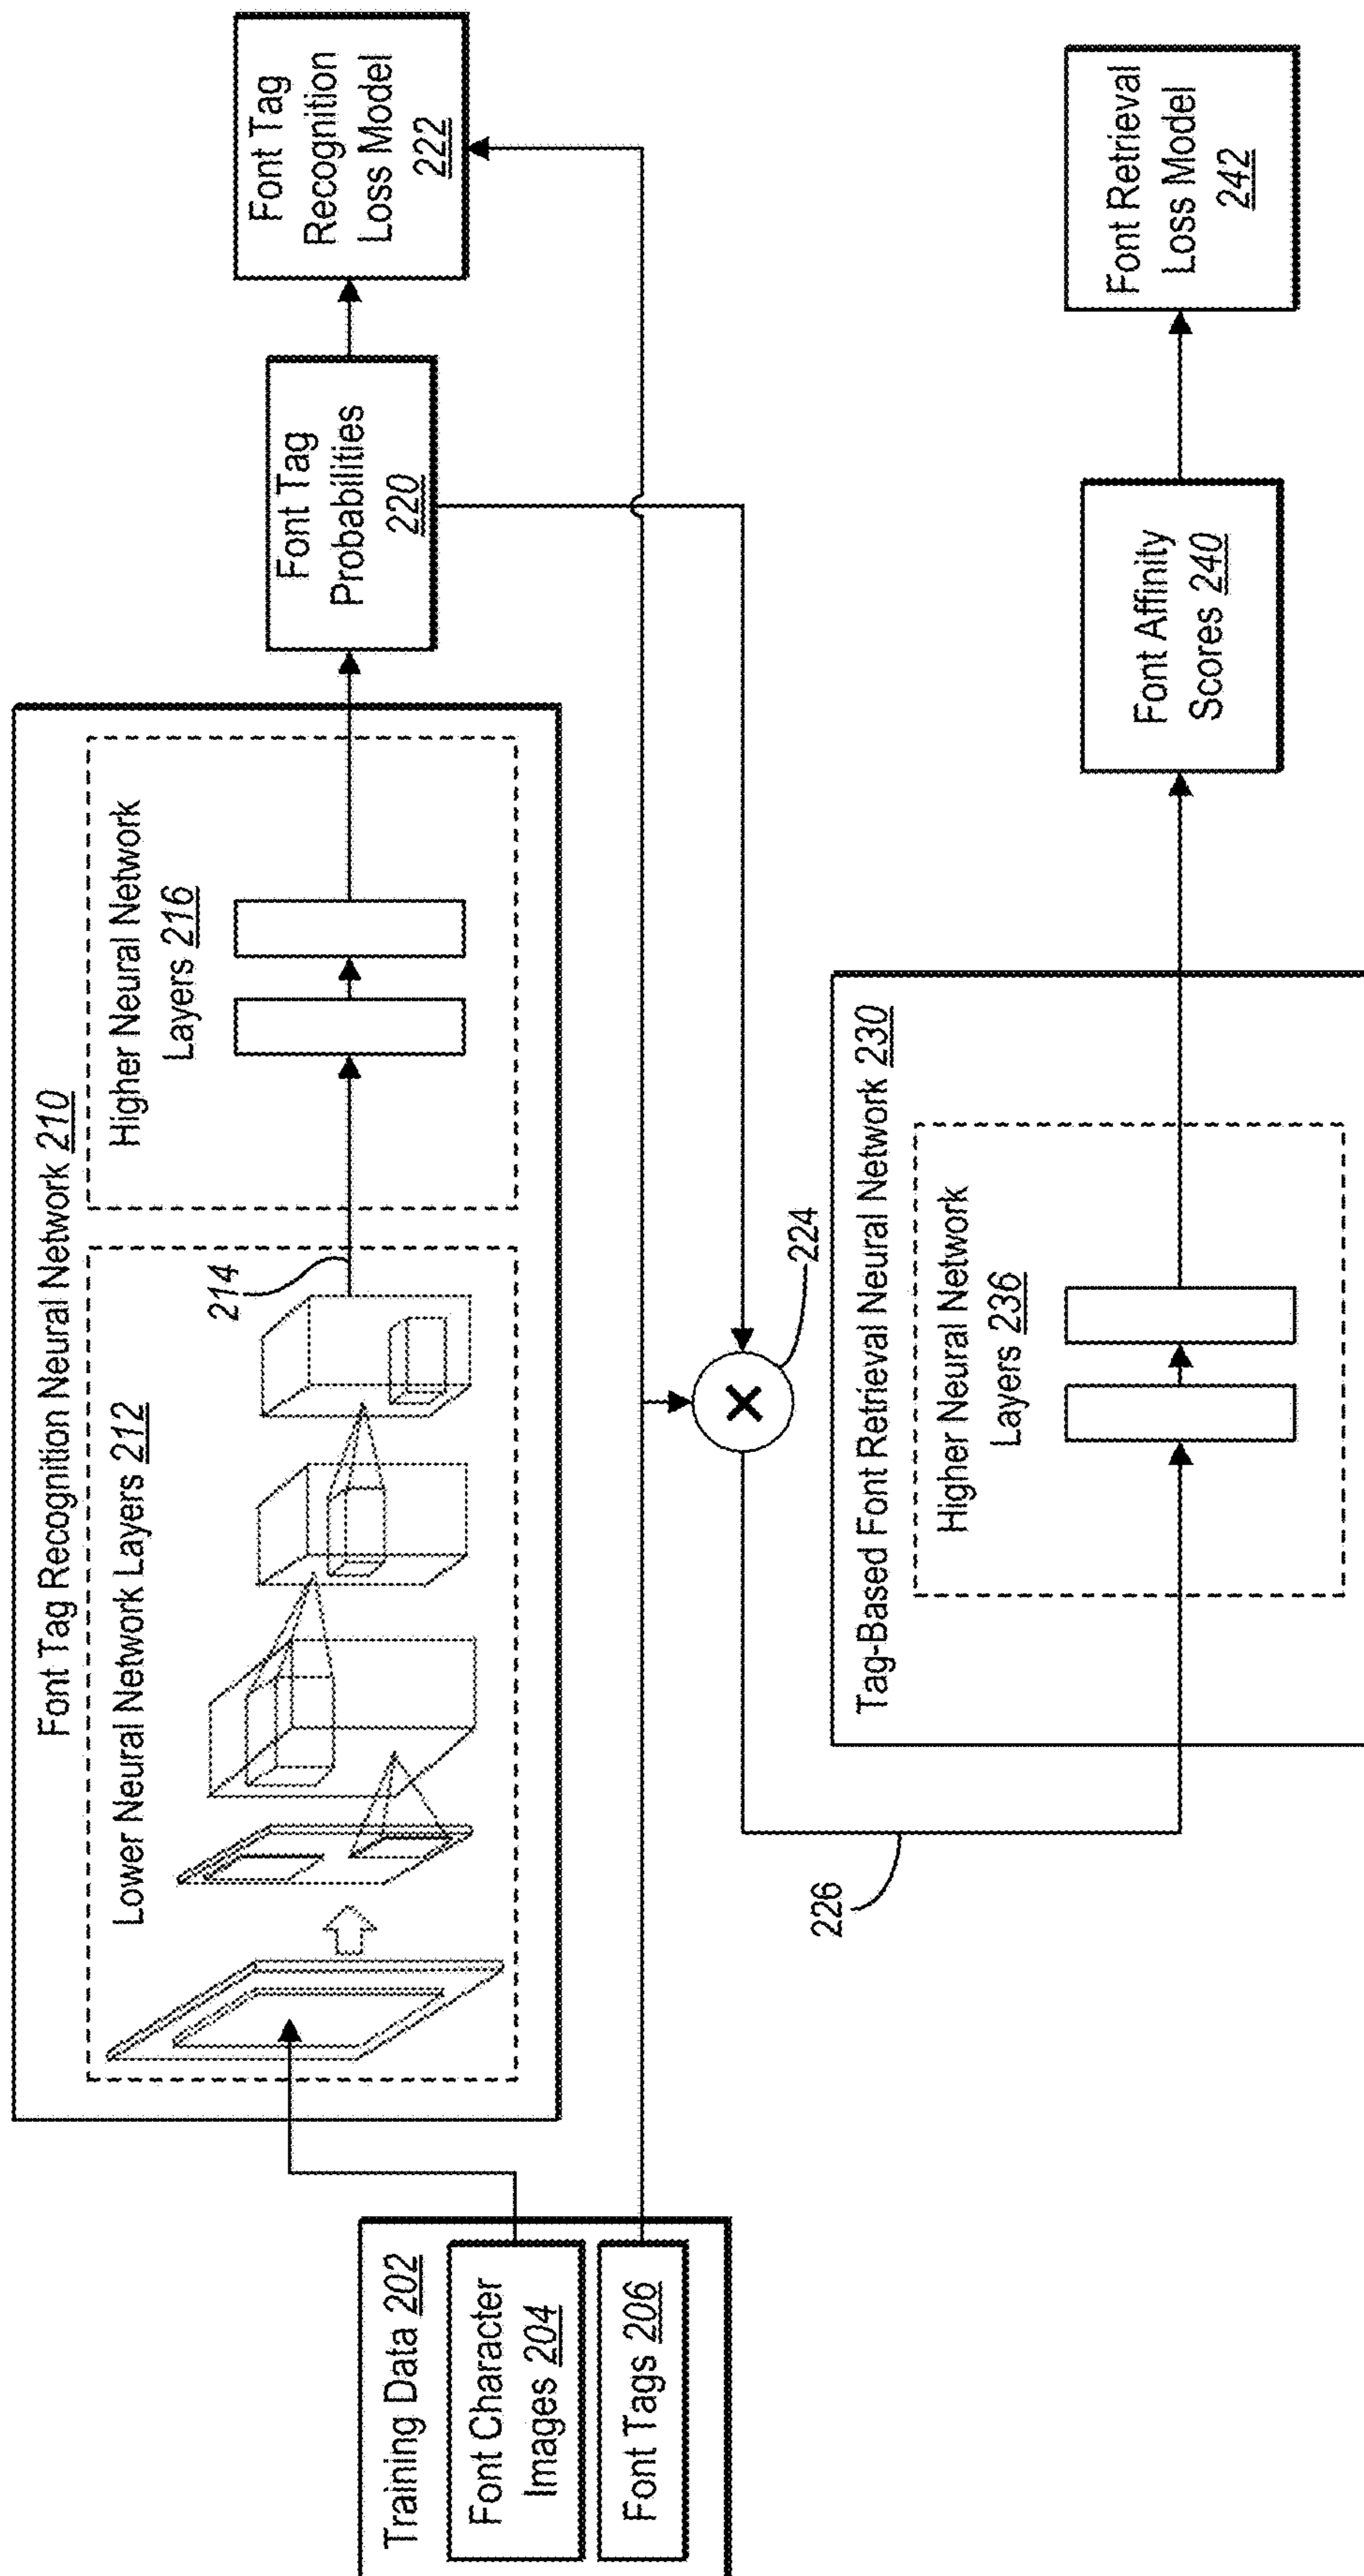 Training Data 202
Font Character
Images 204
Font Tags 206
Font Tag Recognition Neural Network 210
Lower Neural Network Layers 212
214
Higher Neural Network
Layers 216
Font Tag
Probabilities
220
Font Tag
Recognition
Loss Model
222
224
226
Tag-Based Font Retrieval Neural Network 230
Higher Neural Network
Layers 236
Font Affinity
Scores 240
Font Retrieval
Loss Model
242